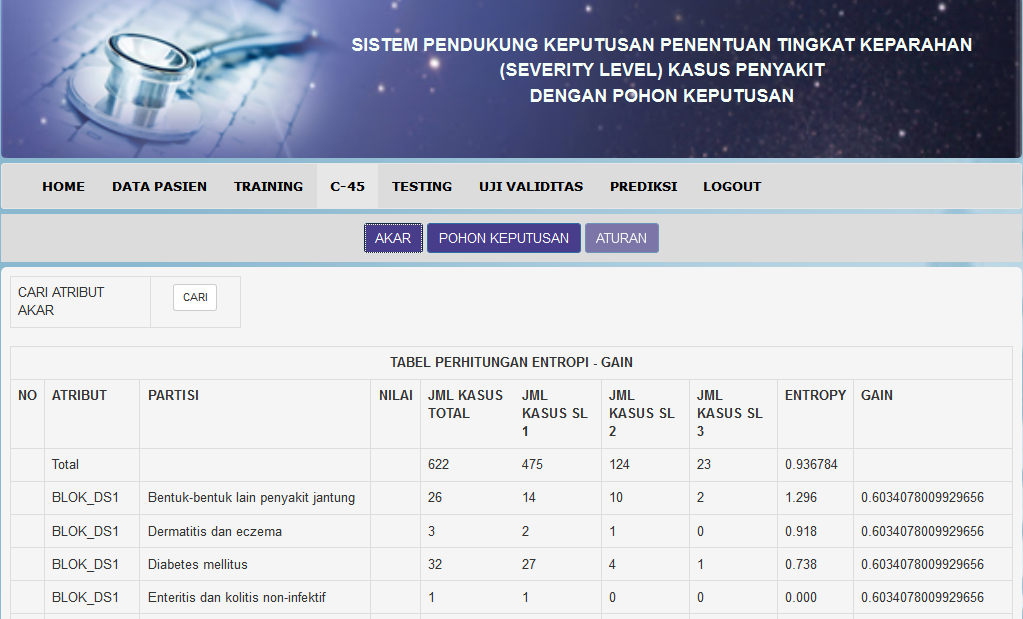 SISTEM PENDUKUNG KEPUTUSAN PENENTUAN TINGKAT KEPARAHAN
(SEVERITY LEVEL) KASUS PENYAKIT
DENGAN POHON KEPUTUSAN
HOME DATA PASIEN TRAINING C-45 TESTING UJI VALIDITAS PREDIKSI LOGOUT
AKAR POHON KEPUTUSAN ATURAN
CARI ATRIBUT AKAR CARI
TABEL PERHITUNGAN ENTROPI - GAIN
NO ATRIBUT PARTISI NILAI JML KASUS TOTAL JML KASUS SL 1 JML KASUS SL 2 JML KASUS SL 3 ENTROPY GAIN
Total 622 475 124 23 0.936784
BLOK_DS1 Bentuk-bentuk lain penyakit jantung 26 14 10 2 1.296 0.6034078009929656
BLOK_DS1 Dermatitis dan eczema 3 2 1 0 0.918 0.6034078009929656
BLOK_DS1 Diabetes mellitus 32 27 4 1 0.738 0.6034078009929656
BLOK_DS1 Enteritis dan kolitis non-infektif 1 1 0 0 0.000 0.6034078009929656